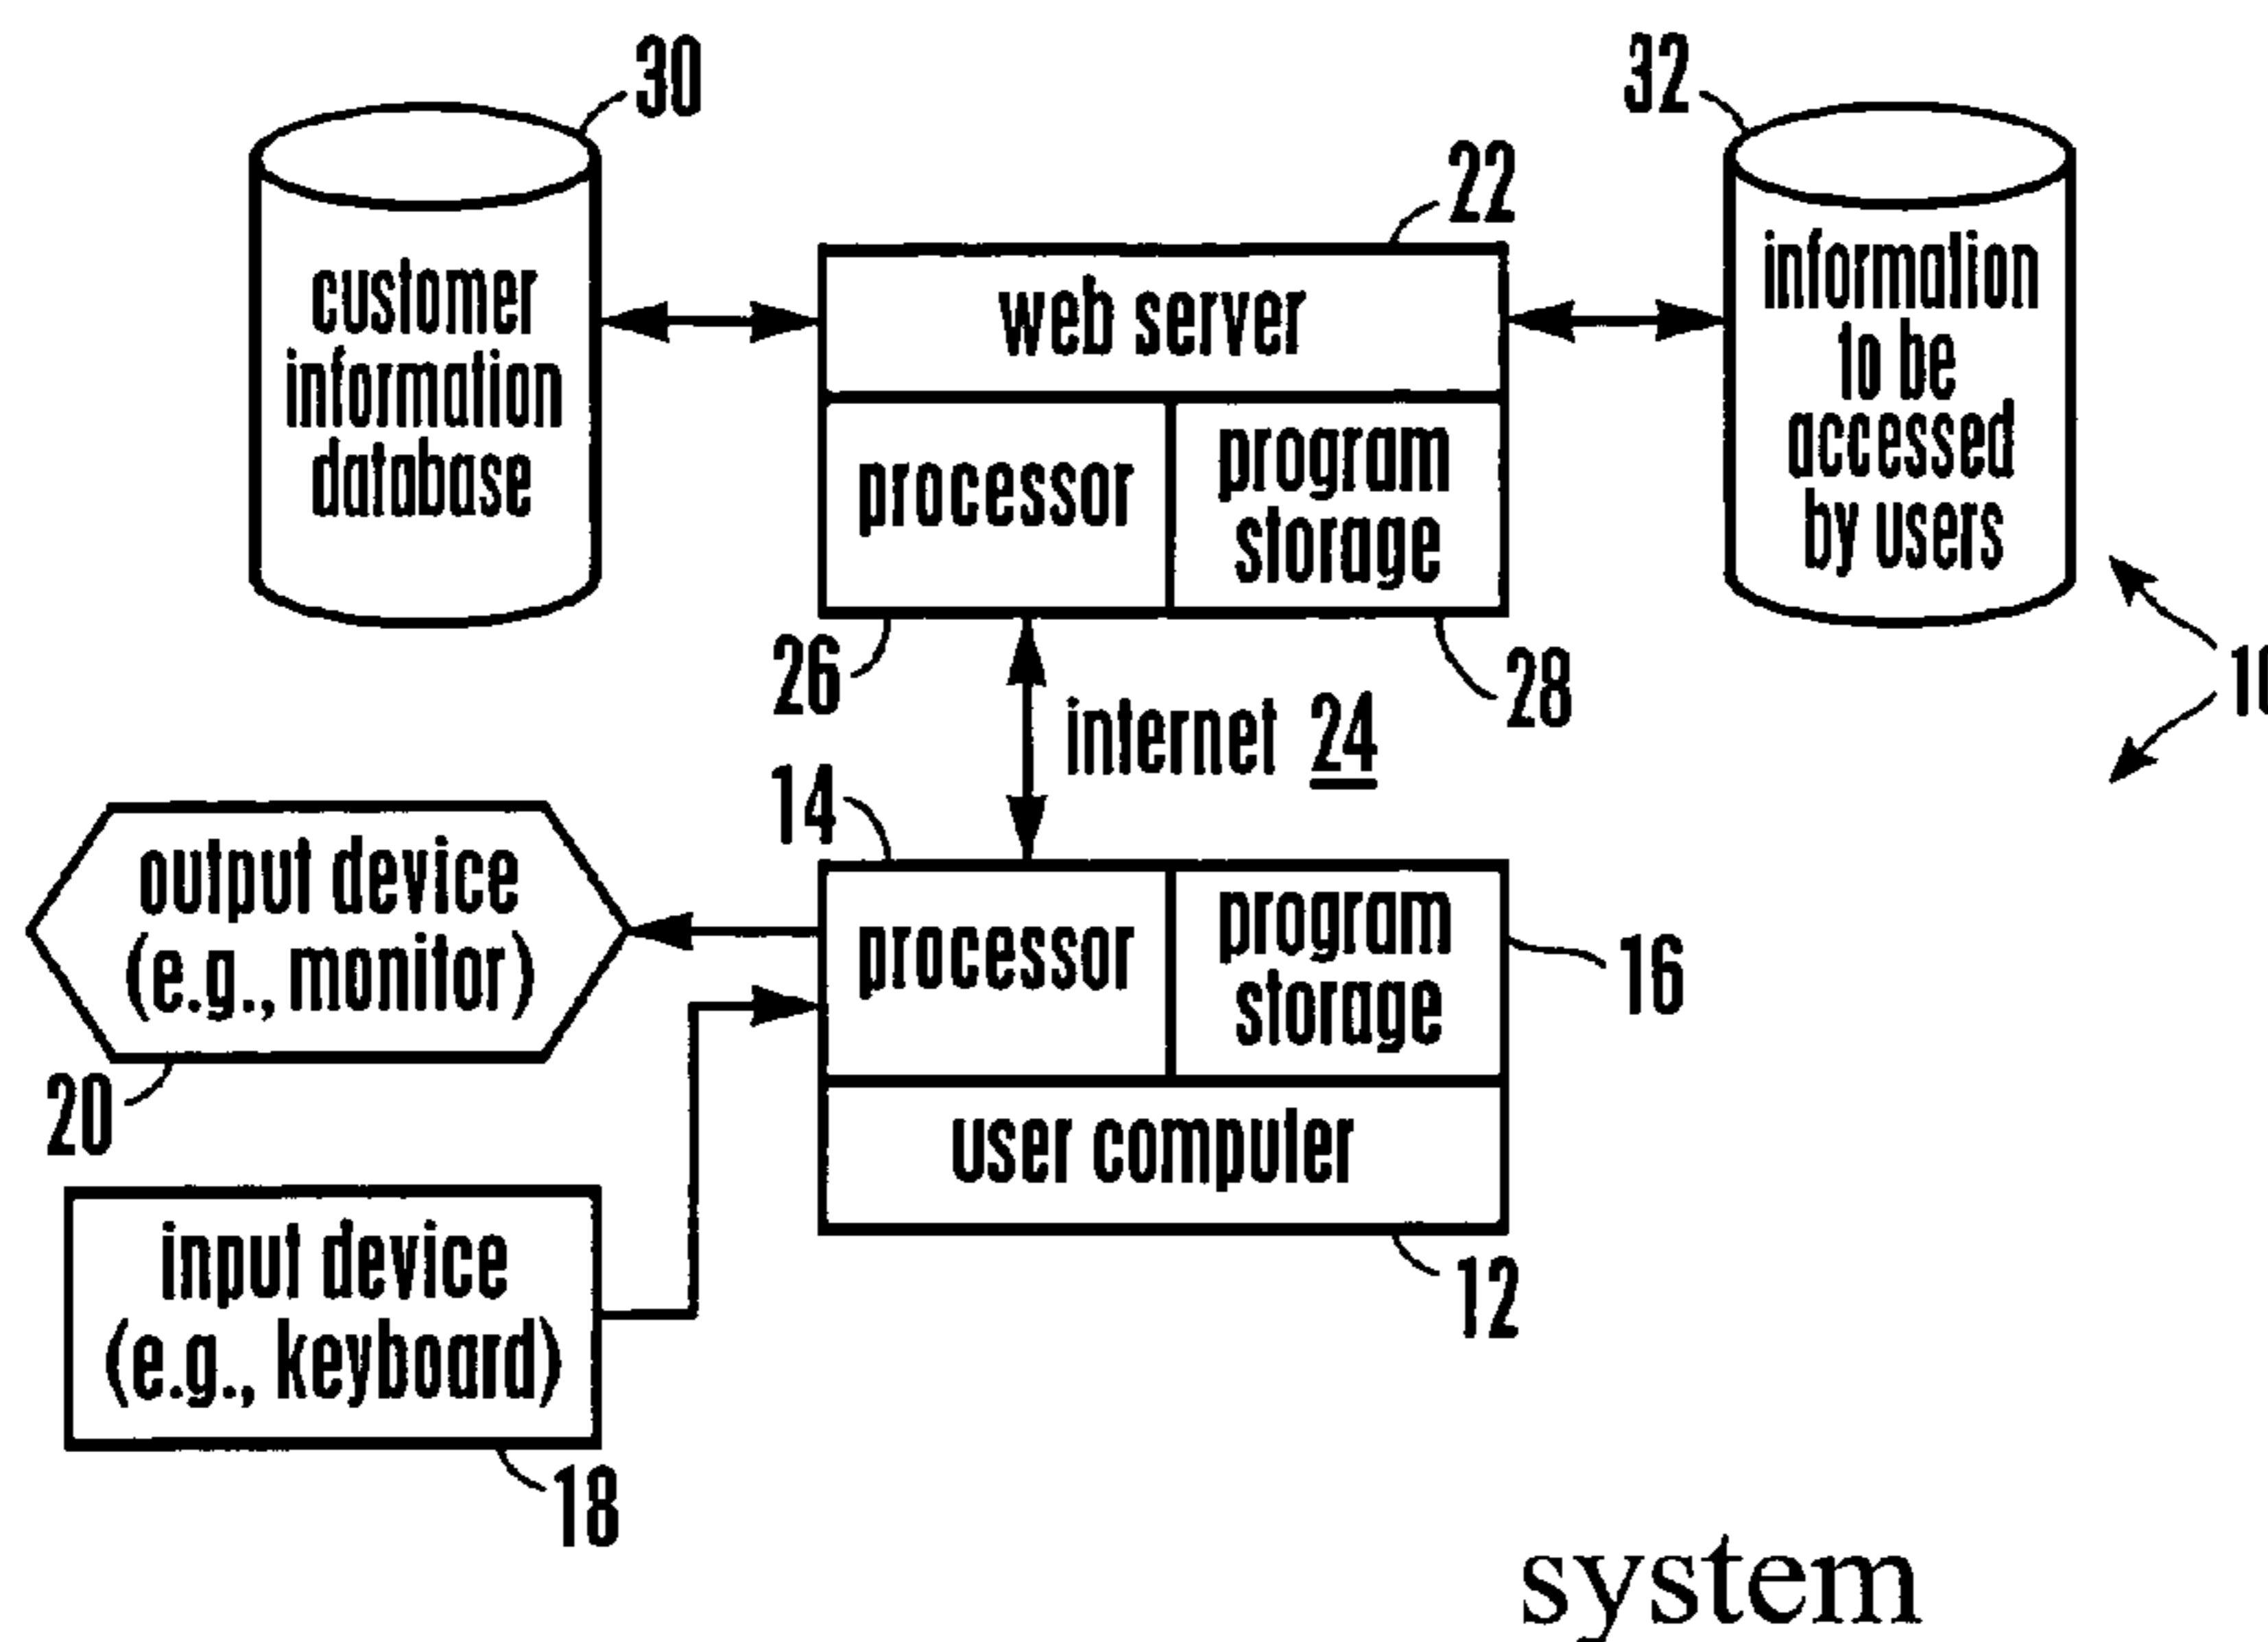 30
32
22
customer
information
database
web server
processor
program
storage
information
to be
accessed
by users
26
28
10
internet 24
14
output device
(e.g., monitor)
processor
program
storage
16
20
user computer
12
input device
(e.g., keyboard)
18
system